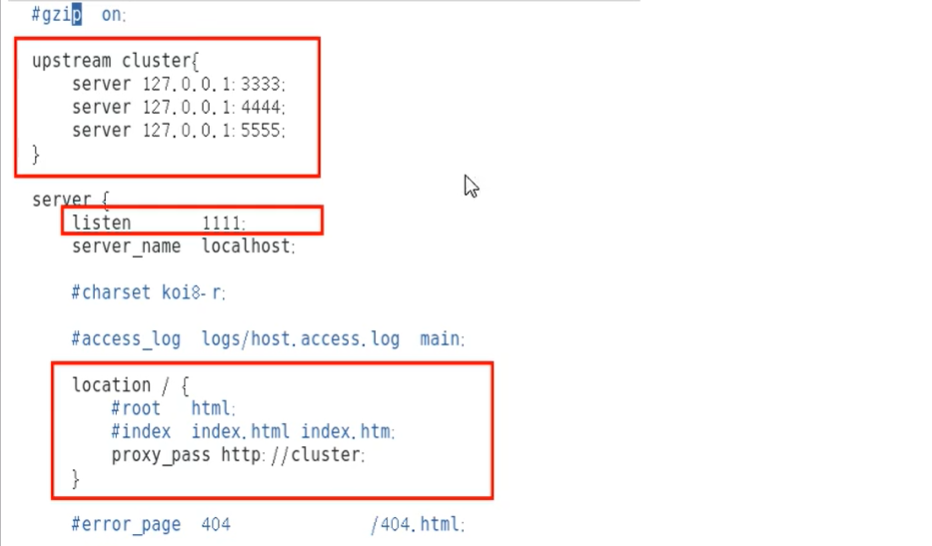 #gzip on;
upstream cluster{
server 127.0.0.1:3333;
server 127.0.0.1:4444;
server 127.0.0.1:5555;
}
server {
listen 1111;
server_name localhost;
#charset koi8-r;
#access_log logs/host.access.log main;
location / {
#root html;
#index index.html index.htm;
proxy_pass http://cluster;
}
#error_page 404 /404.html;